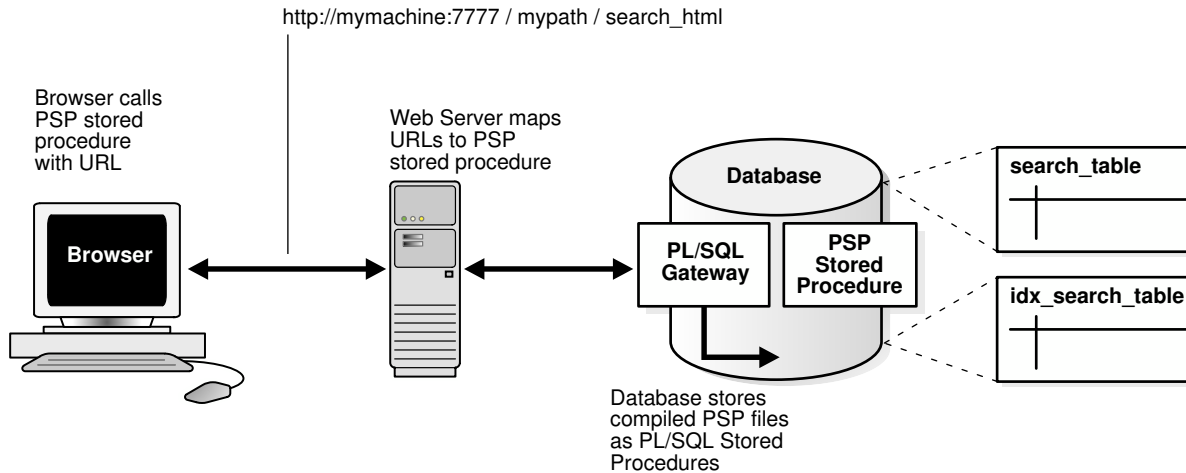 http://mymachine:7777 / mypath / search_html
Browser calls
PSP stored
procedure
with URL
Web Server maps
URLs to PSP
stored procedure
Browser
Database
PL/SQL
Gateway
PSP
Stored
Procedure
search_table
idx_search_table
Database stores
compiled PSP files
as PL/SQL Stored
Procedures